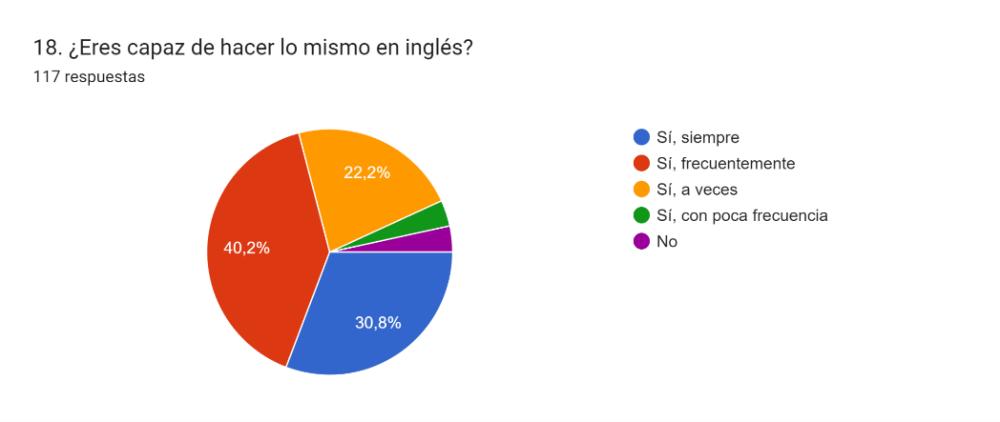 18. ¿Eres capaz de hacer lo mismo en inglés?
117 respuestas
22,2%
40,2%
30,8%
Sí, siempre
Sí, frecuentemente
Sí, a veces
Sí, con poca frecuencia
No